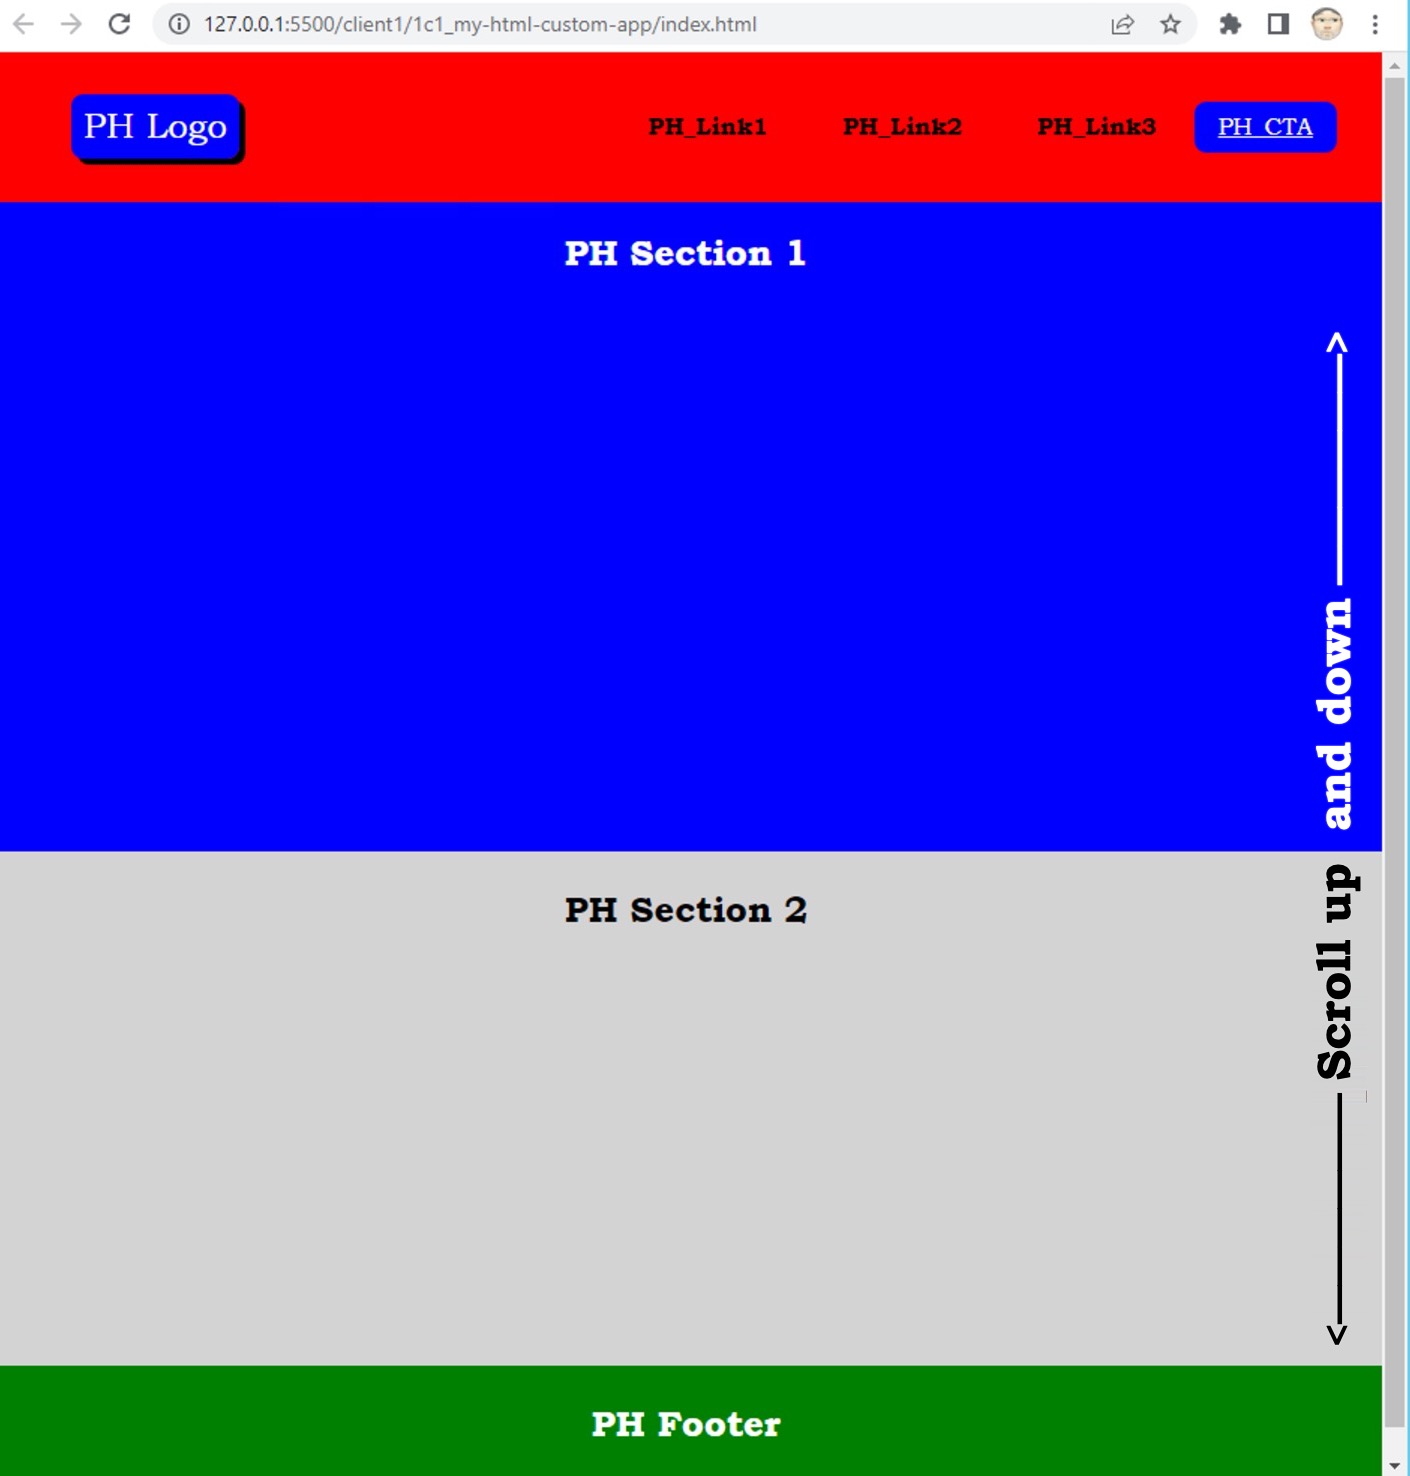 127.0.0.1:5500/client1/1c1_my-html-custom-app/index.html
PH Logo
PH_Link1
PH_Link2
PH_Link3
PH_CTA
PH Section 1
PH Section 2
Scroll up and down
PH Footer